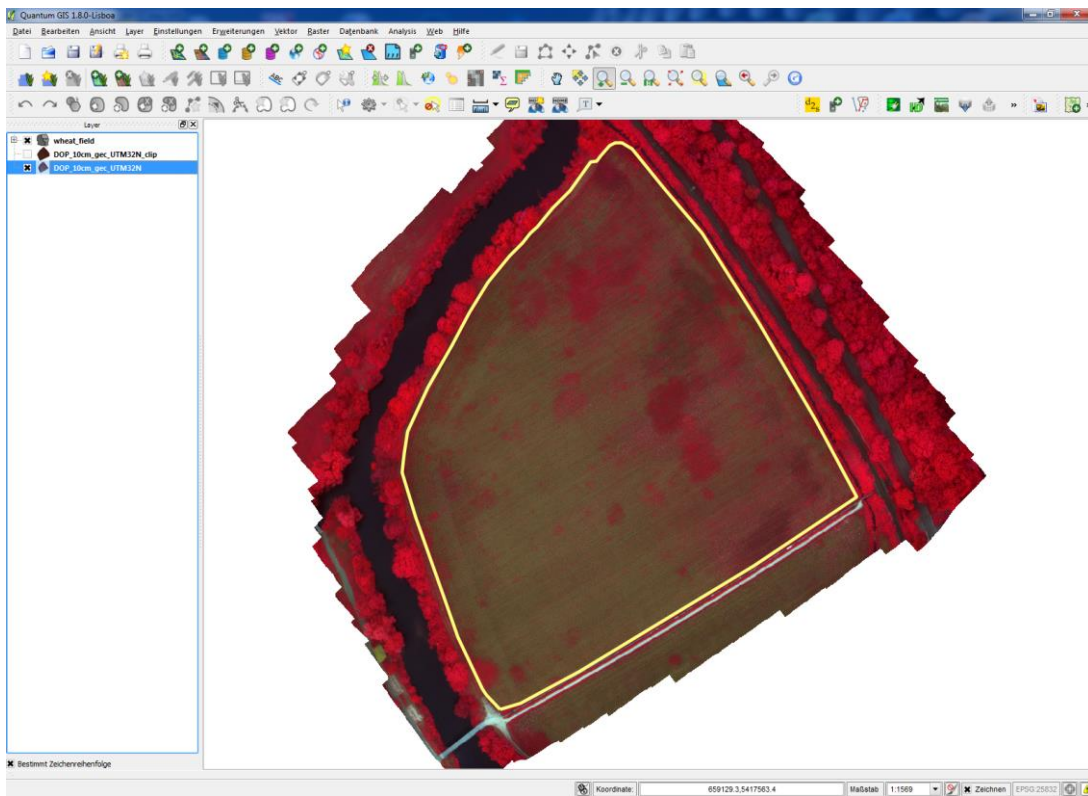 Quantum GIS 1.8.0-Lisboa
Datei Bearbeiten Ansicht Layer Einstellungen Erweiterungen Vektor Raster Datenbank Analysis Web Hilfe
Layer
wheat_field
DOP_10cm_gec_UTM32N_clip
DOP_10cm_gec_UTM32N
Bestimmt Zeichenreihenfolge
Koordinate: 659129.3,5417563.4 Maßstab 1:1569 Zeichnen EPSG:25832